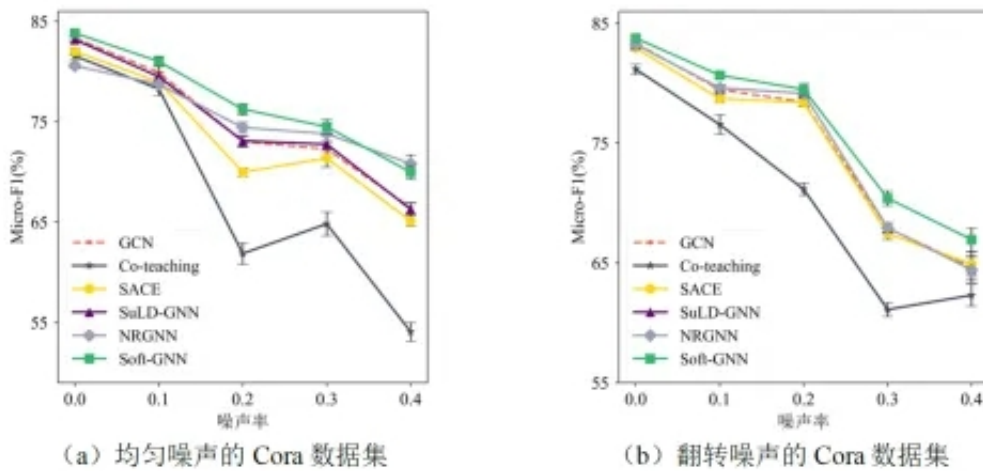 85
75
65
55
Micro-F1(%)
GCN
Co-teaching
SACE
SuLD-GNN
NRGNN
Soft-GNN
0.0 0.1 0.2 0.3 0.4
噪声率
(a)均匀噪声的 Cora 数据集
85
75
65
55
Micro-F1(%)
GCN
Co-teaching
SACE
SuLD-GNN
NRGNN
Soft-GNN
0.0 0.1 0.2 0.3 0.4
噪声率
(b)翻转噪声的 Cora 数据集